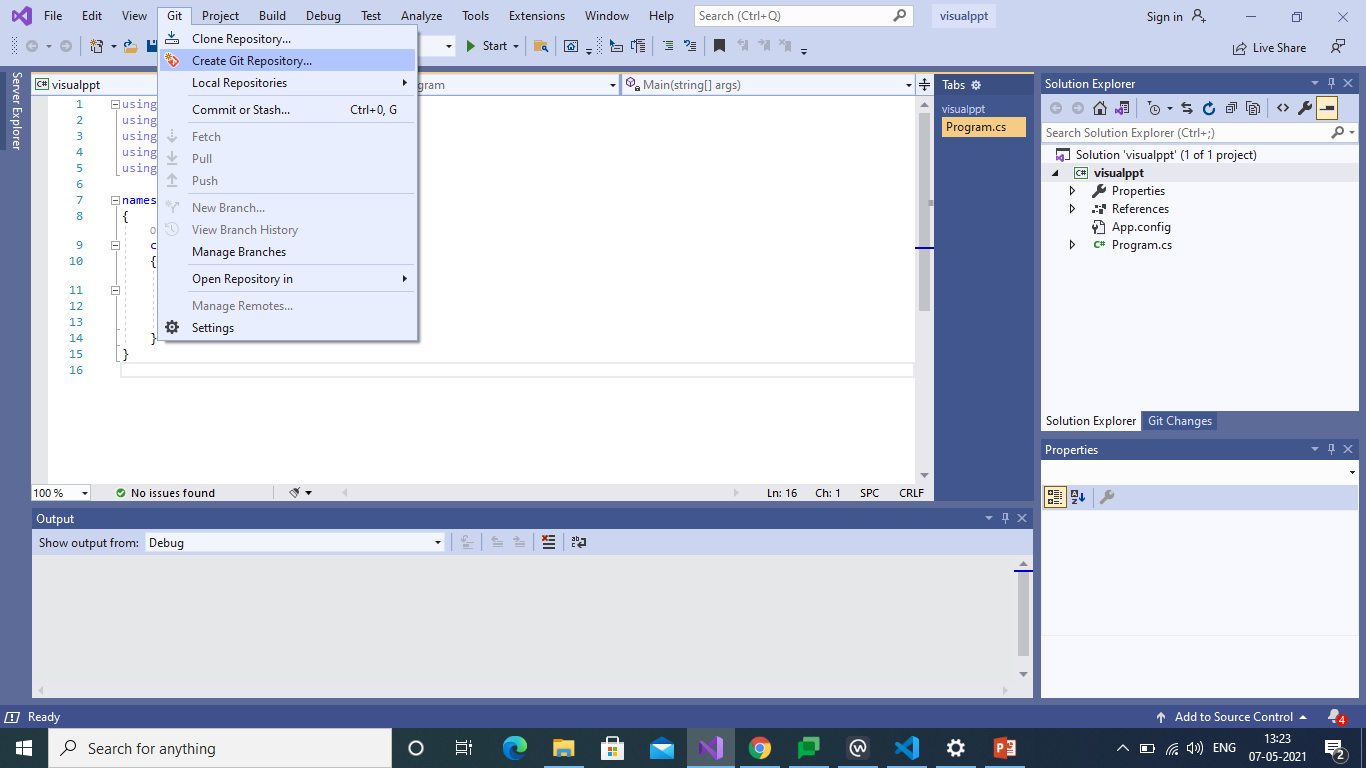 File Edit View Git Project Build Debug Test Analyze Tools Extensions Window Help Search (Ctrl+Q) visualppt Sign in
Start Live Share
Clone Repository...
Create Git Repository...
Local Repositories
Commit or Stash... Ctrl+0, G
Fetch
Pull
Push
New Branch...
View Branch History
Manage Branches
Open Repository in
Manage Remotes...
Settings
Server Explorer
visualppt
gram Main(string[] args)
1 using
2 using
3 using
4 using
5 using
6
7 names
8 {
0
9 c
10 {
11
12
13
14 }
15 }
16
100 % No issues found Ln: 16 Ch: 1 SPC CRLF
Tabs
visualppt
Program.cs
Solution Explorer
Search Solution Explorer (Ctrl+;)
Solution 'visualppt' (1 of 1 project)
visualppt
Properties
References
App.config
Program.cs
Solution Explorer Git Changes
Properties
Output
Show output from: Debug
Ready Add to Source Control 4
Search for anything ENG 13:23
07-05-2021 2